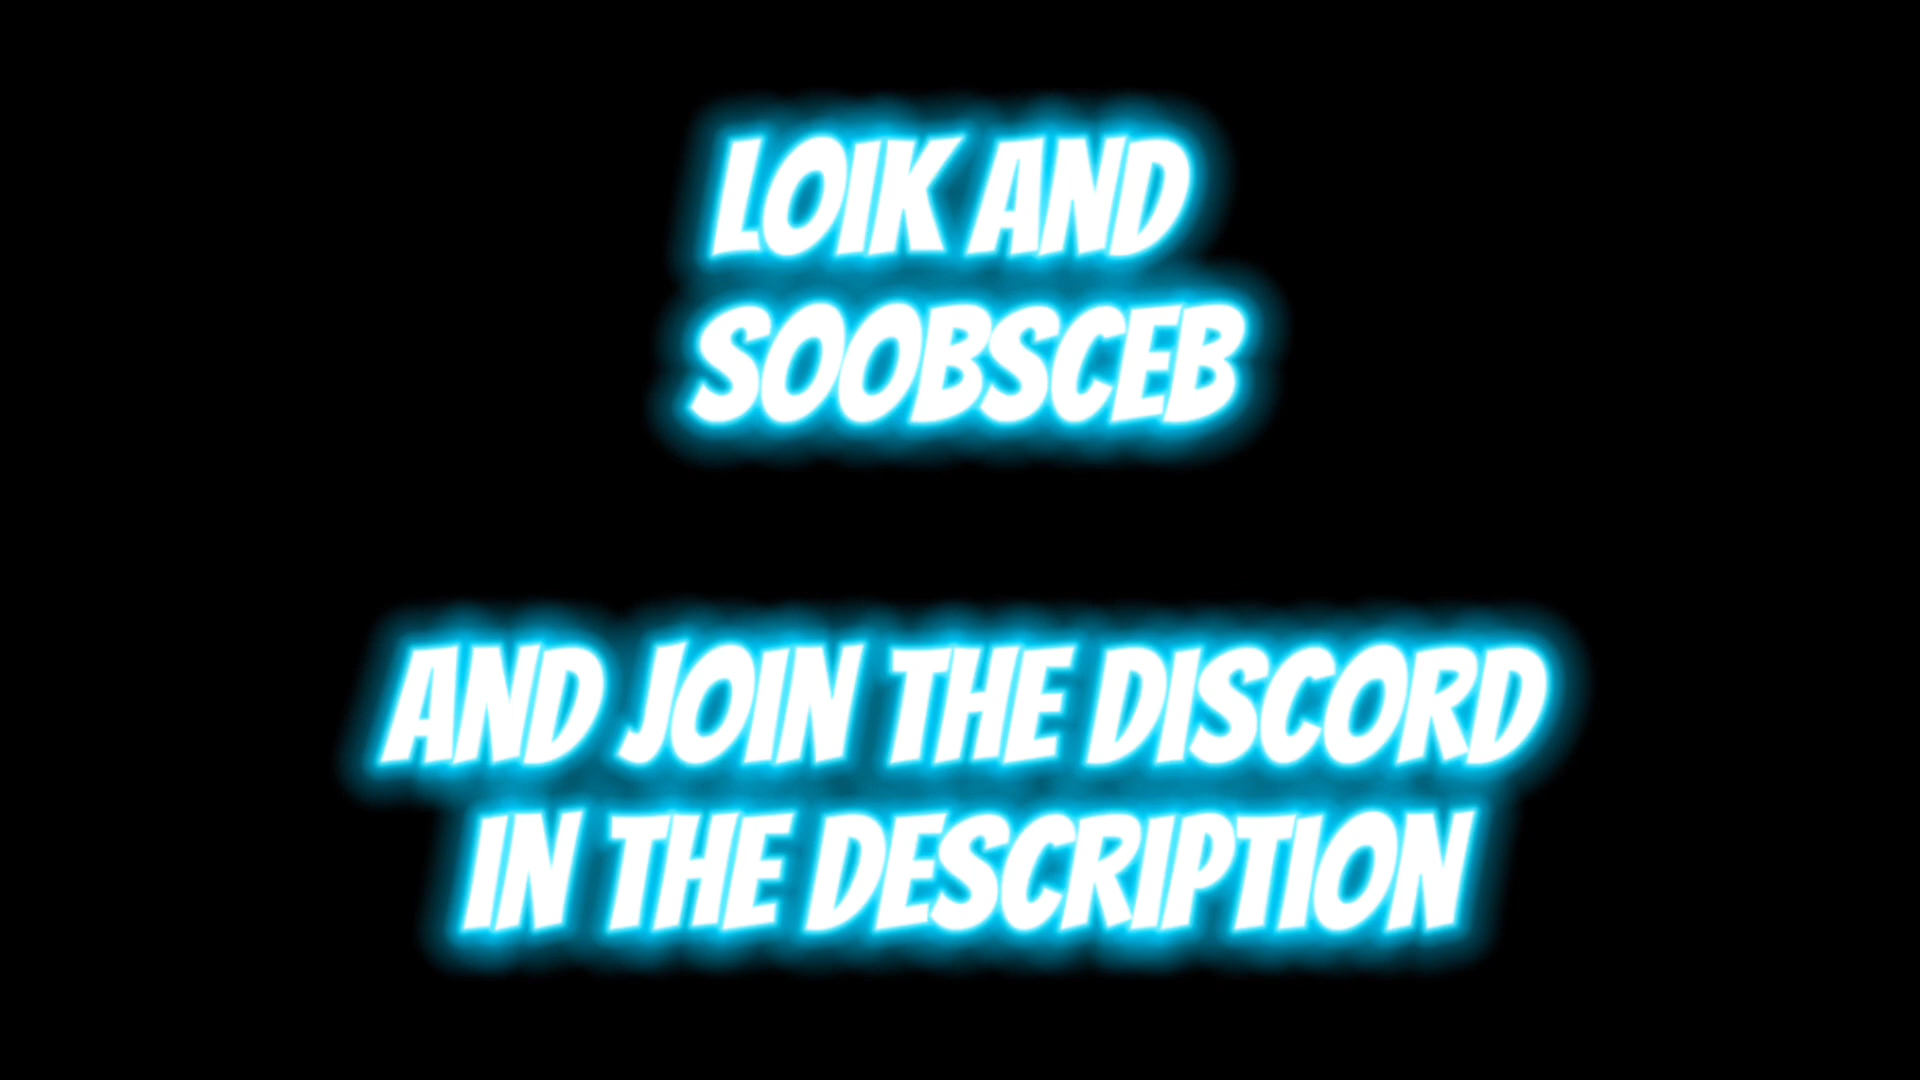 LOIK AND
SOOBSCEB
AND JOIN THE DISCORD
IN THE DESCRIPTION